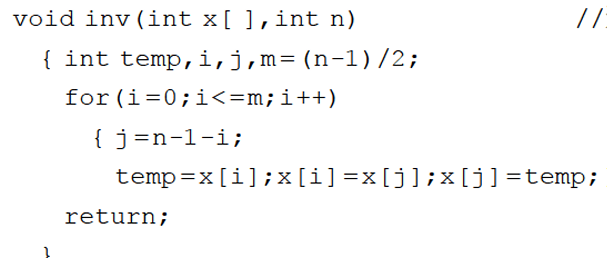 void inv(int x[ ],int n) //
{ int temp,i,j,m=(n-1)/2;
for(i=0;i<=m;i++)
{ j=n-1-i;
temp=x[i];x[i]=x[j];x[j]=temp;
return;
}